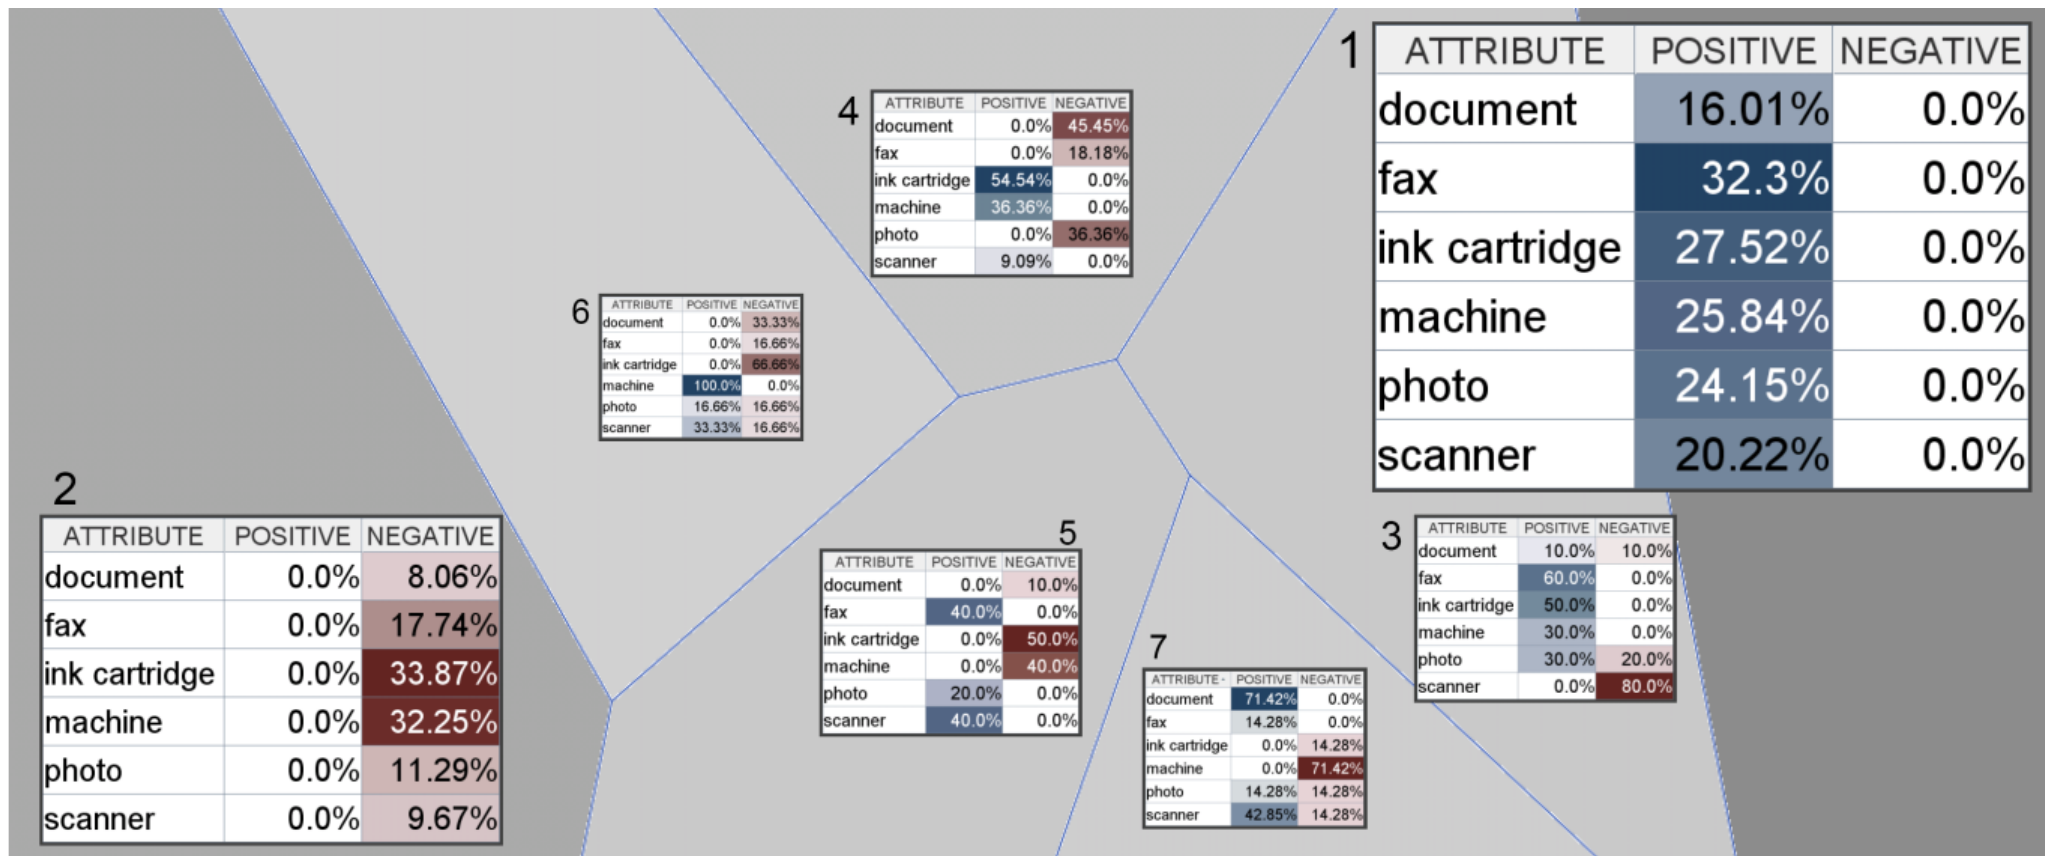 1
ATTRIBUTE POSITIVE NEGATIVE
document 16.01% 0.0%
fax 32.3% 0.0%
ink cartridge 27.52% 0.0%
machine 25.84% 0.0%
photo 24.15% 0.0%
scanner 20.22% 0.0%
4
ATTRIBUTE POSITIVE NEGATIVE
document 0.0% 45.45%
fax 0.0% 18.18%
ink cartridge 54.54% 0.0%
machine 36.36% 0.0%
photo 0.0% 36.36%
scanner 9.09% 0.0%
6
ATTRIBUTE POSITIVE NEGATIVE
document 0.0% 33.33%
fax 0.0% 16.66%
ink cartridge 0.0% 66.66%
machine 100.0% 0.0%
photo 16.66% 16.66%
scanner 33.33% 16.66%
2
ATTRIBUTE POSITIVE NEGATIVE
document 0.0% 8.06%
fax 0.0% 17.74%
ink cartridge 0.0% 33.87%
machine 0.0% 32.25%
photo 0.0% 11.29%
scanner 0.0% 9.67%
5
ATTRIBUTE POSITIVE NEGATIVE
document 0.0% 10.0%
fax 40.0% 0.0%
ink cartridge 0.0% 50.0%
machine 0.0% 40.0%
photo 20.0% 0.0%
scanner 40.0% 0.0%
3
ATTRIBUTE POSITIVE NEGATIVE
document 10.0% 10.0%
fax 60.0% 0.0%
ink cartridge 50.0% 0.0%
machine 30.0% 0.0%
photo 30.0% 20.0%
scanner 0.0% 80.0%
7
ATTRIBUTE - POSITIVE NEGATIVE
document 71.42% 0.0%
fax 14.28% 0.0%
ink cartridge 0.0% 14.28%
machine 0.0% 71.42%
photo 14.28% 14.28%
scanner 42.85% 14.28%